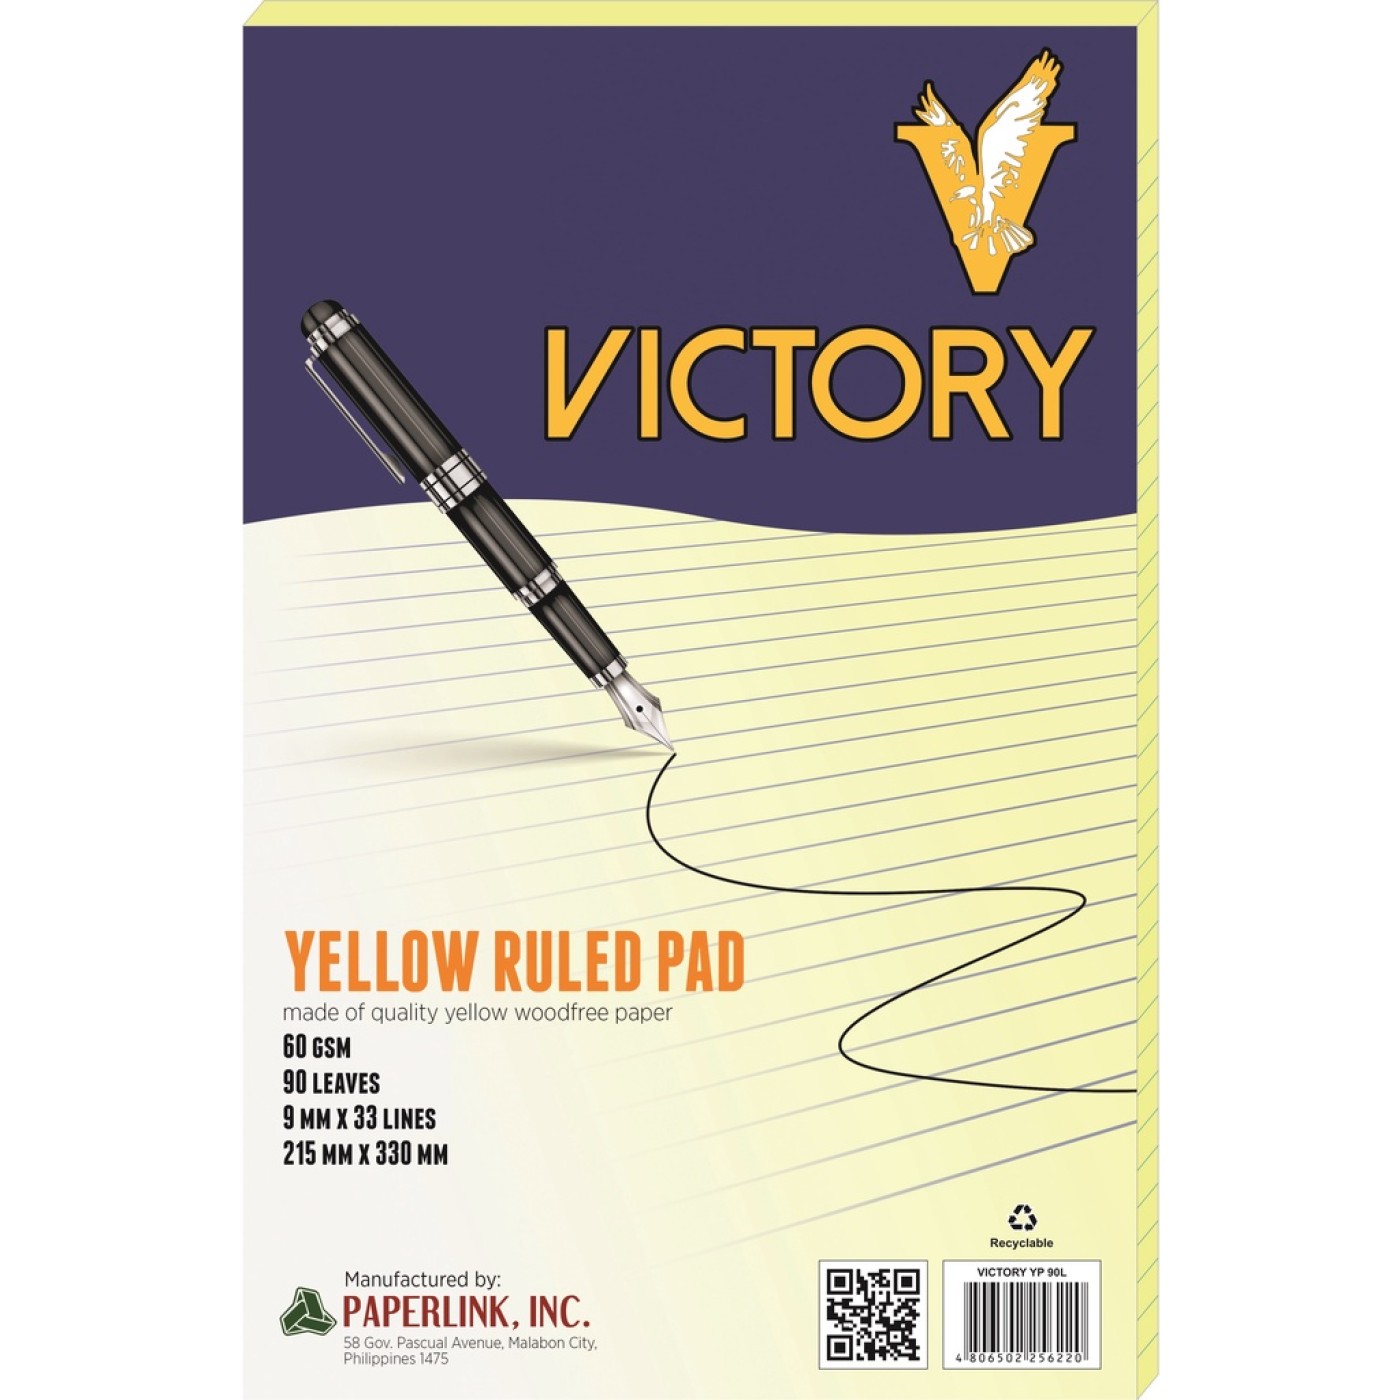 V
VICTORY
YELLOW RULED PAD
made of quality yellow woodfree paper
60 GSM
90 LEAVES
9 MM X 33 LINES
215 MM X 330 MM
Recyclable
VICTORY YP 90L
4 806502 256220
Manufactured by:
PAPERLINK, INC.
58 Gov. Pascual Avenue, Malabon City,
Philippines 1475